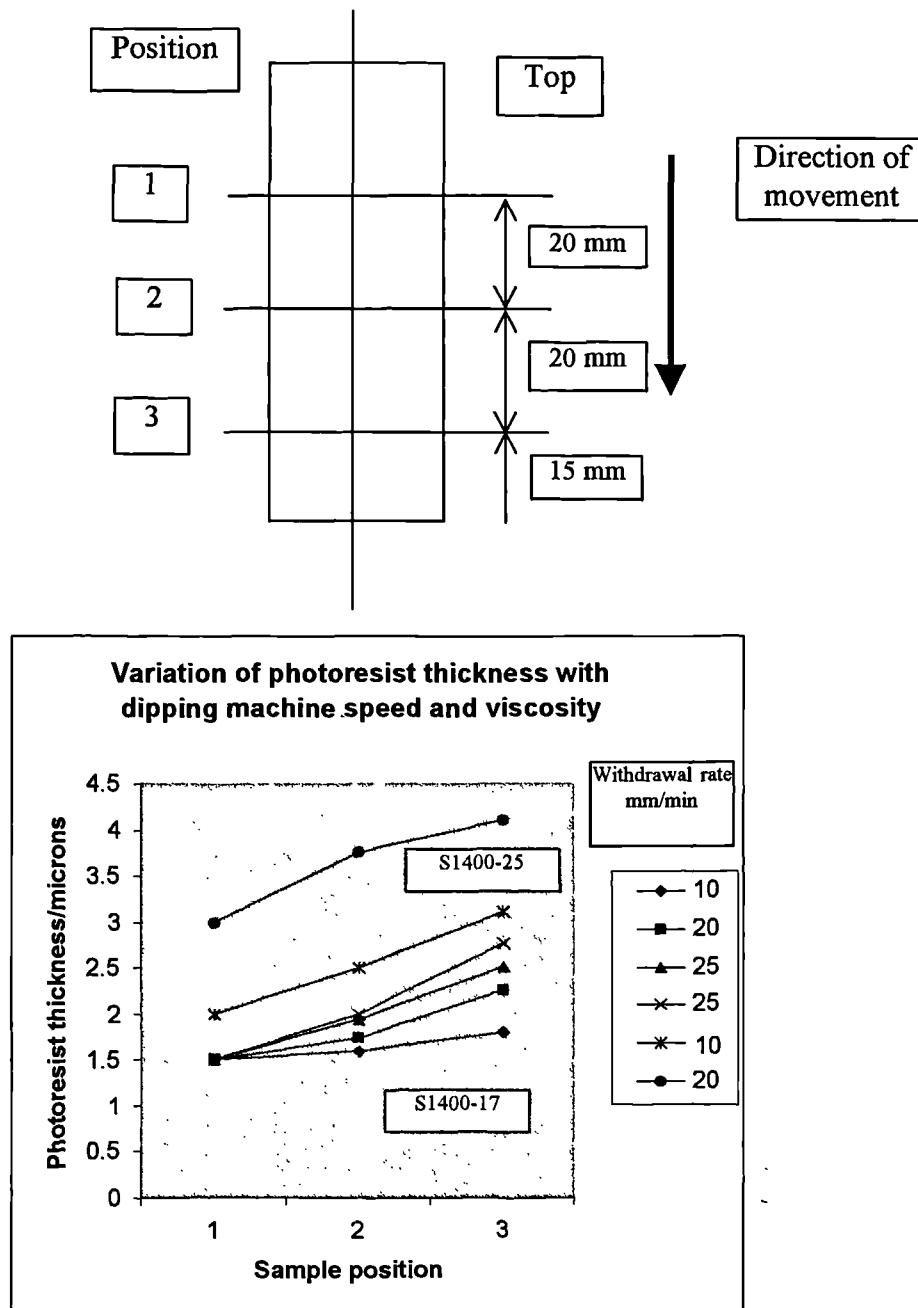 Position
Top
Direction of
movement
1
20 mm
2
20 mm
3
15 mm
Variation of photoresist thickness with
dipping machine speed and viscosity
Withdrawal rate
mm/min
Photoresist thickness/microns
4.5
4
3.5
3
2.5
2
1.5
1
0.5
0
S1400-25
S1400-17
1 2 3
Sample position
10
20
25
25
10
20